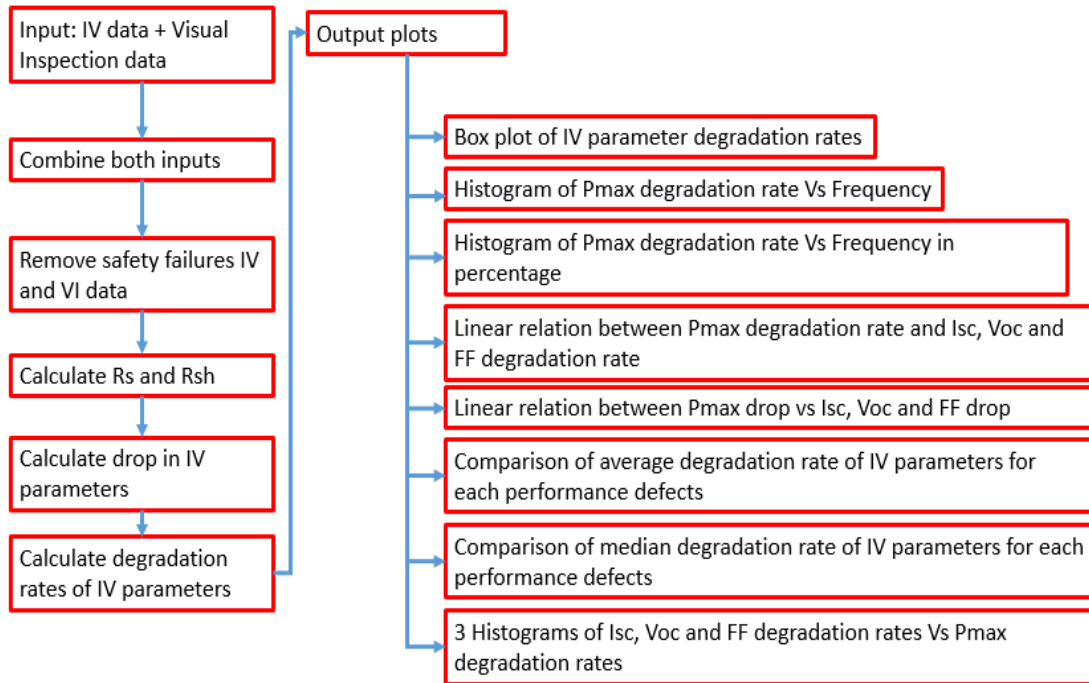 Input: IV data + Visual
Inspection data
Combine both inputs
Remove safety failures IV
and VI data
Calculate Rs and Rsh
Calculate drop in IV
parameters
Calculate degradation
rates of IV parameters
Output plots
Box plot of IV parameter degradation rates
Histogram of Pmax degradation rate Vs Frequency
Histogram of Pmax degradation rate Vs Frequency in
percentage
Linear relation between Pmax degradation rate and Isc, Voc and
FF degradation rate
Linear relation between Pmax drop vs Isc, Voc and FF drop
Comparison of average degradation rate of IV parameters for
each performance defects
Comparison of median degradation rate of IV parameters for each
performance defects
3 Histograms of Isc, Voc and FF degradation rates Vs Pmax
degradation rates